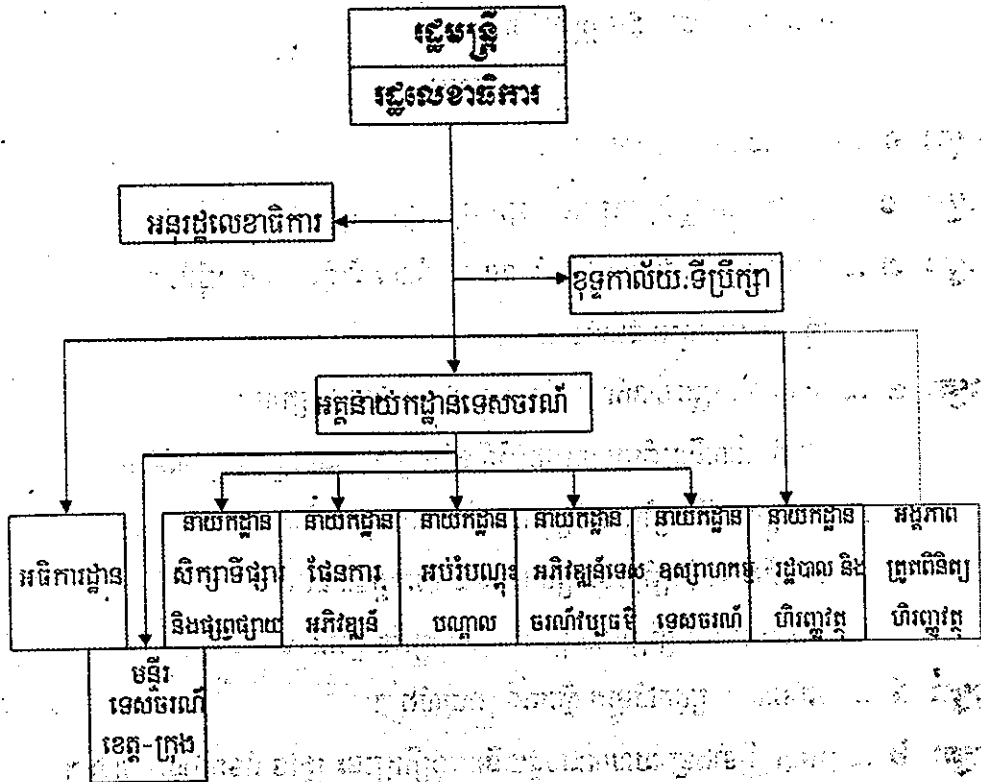 រដ្ឋមន្ត្រី
រដ្ឋលេខាធិការ
អនុរដ្ឋលេខាធិការ
ខុទ្ទកាល័យ:ទីប្រឹក្សា
អគ្គនាយកដ្ឋានទេសចរណ៍
អធិការដ្ឋាន
នាយកដ្ឋាន
សិក្សាទីផ្សារ
និងផ្សព្វផ្សាយ
នាយកដ្ឋាន
ផែនការ
អភិវឌ្ឍន៍
នាយកដ្ឋាន
អប់រំបណ្តុះ
បណ្តាល
នាយកដ្ឋាន
អភិវឌ្ឍន៍ទេស
ចរណ៍វប្បធម៌
នាយកដ្ឋាន
ឧស្សាហកម្ម
ទេសចរណ៍
នាយកដ្ឋាន
រដ្ឋបាល និង
ហិរញ្ញវត្ថុ
អង្គភាព
ត្រួតពិនិត្យ
ហិរញ្ញវត្ថុ
មន្ទីរ
ទេសចរណ៍
ខេត្ត-ក្រុង